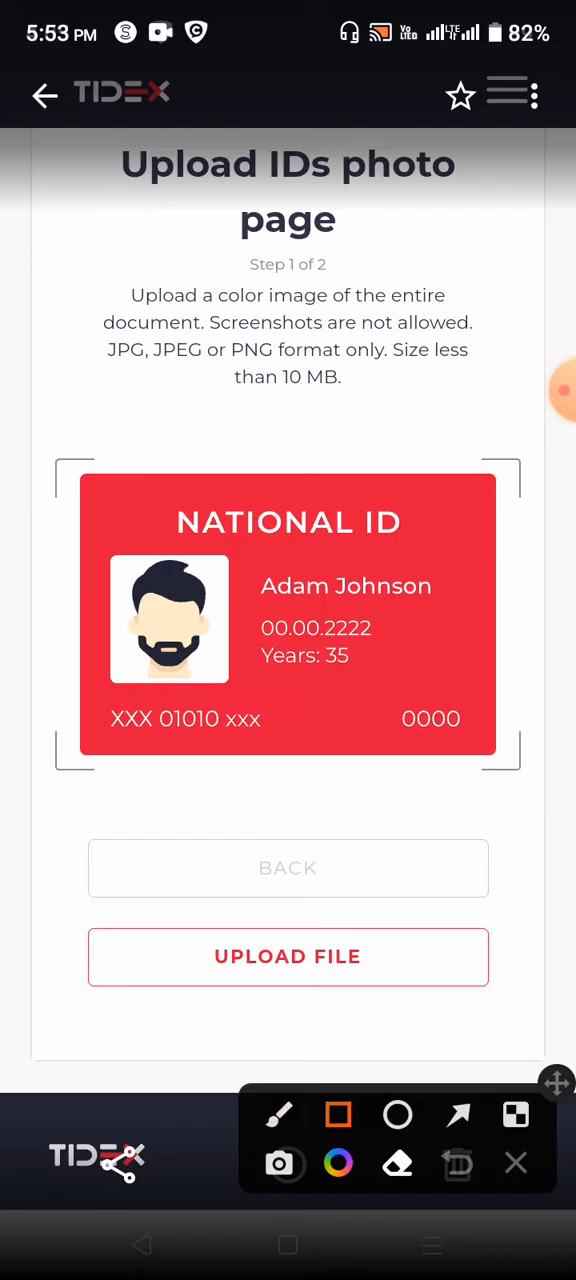 5:53 PM
82%
TIDEX
Upload IDs photo
page
Step 1 of 2
Upload a color image of the entire
document. Screenshots are not allowed.
JPG, JPEG or PNG format only. Size less
than 10 MB.
NATIONAL ID
Adam Johnson
00.00.2222
Years: 35
XXX 01010 xxx
0000
BACK
UPLOAD FILE
TIDEX